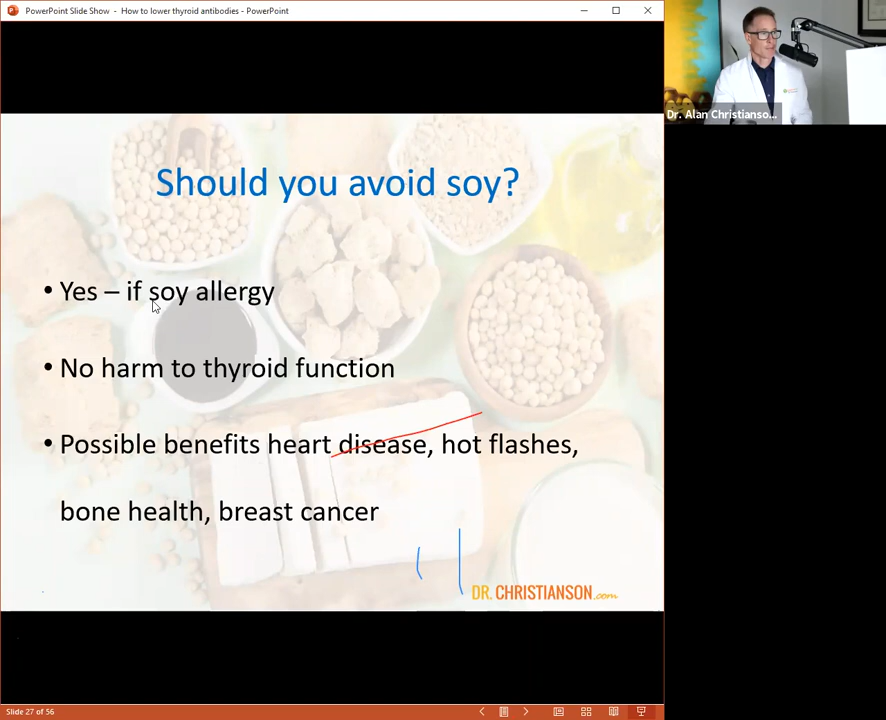 PowerPoint Slide Show - How to lower thyroid antibodies - PowerPoint
Dr. Alan Christianso...
Should you avoid soy?
• Yes – if soy allergy
• No harm to thyroid function
• Possible benefits heart disease, hot flashes,
bone health, breast cancer
DR. CHRISTIANSON.com
Slide 27 of 56